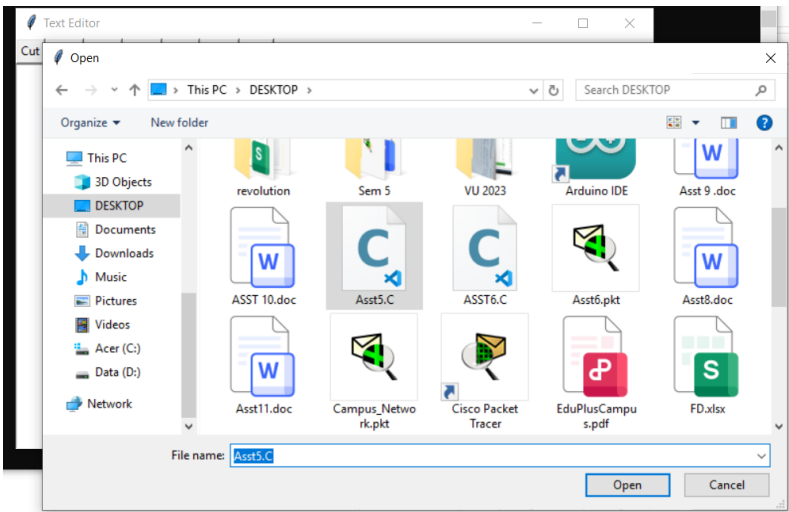 Text Editor
Cut
Open
This PC > DESKTOP >
Search DESKTOP
Organize
New folder
This PC
3D Objects
DESKTOP
Documents
Downloads
Music
Pictures
Videos
Acer (C:)
Data (D:)
Network
S
W
revolution
Sem 5
VU 2023
Arduino IDE
Asst 9 .doc
W
C
C
W
ASST 10.doc
Asst5.C
ASST6.C
Asst6.pkt
Asst8.doc
W
S
Asst11.doc
Campus_Netwo
rk.pkt
Cisco Packet
Tracer
EduPlusCampu
s.pdf
FD.xlsx
File name:
Asst5.C
Open
Cancel